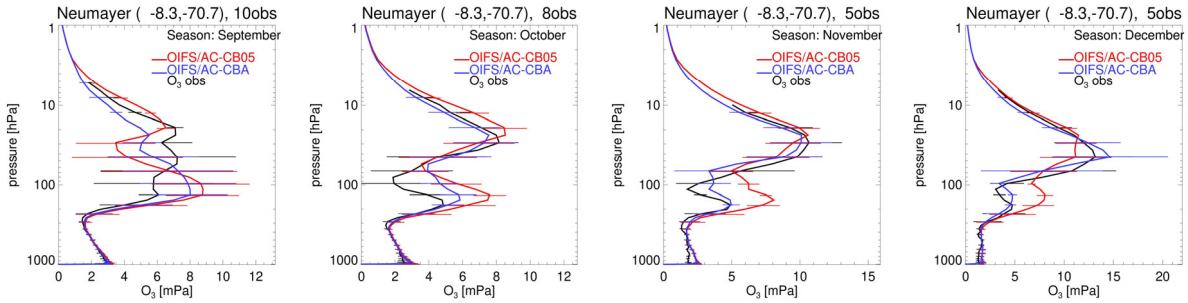 Neumayer ( -8.3,-70.7), 10obs
Season: September
OIFS/AC-CB05
OIFS/AC-CBA
O3 obs
pressure [hPa]
1
10
100
1000
0 2 4 6 8 10 12
O3 [mPa]
Neumayer ( -8.3,-70.7), 8obs
Season: October
OIFS/AC-CB05
OIFS/AC-CBA
O3 obs
pressure [hPa]
1
10
100
1000
0 2 4 6 8 10 12
O3 [mPa]
Neumayer ( -8.3,-70.7), 5obs
Season: November
OIFS/AC-CB05
OIFS/AC-CBA
O3 obs
pressure [hPa]
1
10
100
1000
0 5 10 15
O3 [mPa]
Neumayer ( -8.3,-70.7), 5obs
Season: December
OIFS/AC-CB05
OIFS/AC-CBA
O3 obs
pressure [hPa]
1
10
100
1000
0 5 10 15 20
O3 [mPa]